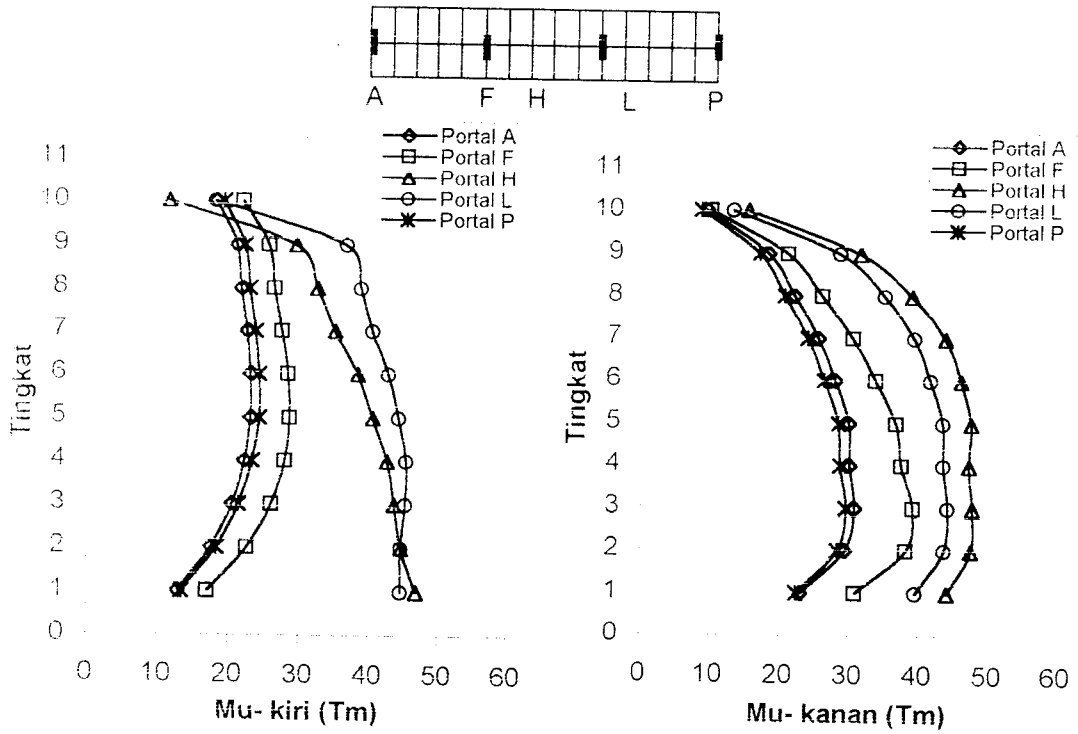 A F H L P
Portal A
Portal F
Portal H
Portal L
Portal P
11
10
9
8
7
6
5
4
3
2
1
0
Tingkat
0 10 20 30 40 50 60
Mu- kiri (Tm)
Portal A
Portal F
Portal H
Portal L
Portal P
11
10
9
8
7
6
5
4
3
2
1
0
Tingkat
0 10 20 30 40 50 60
Mu- kanan (Tm)